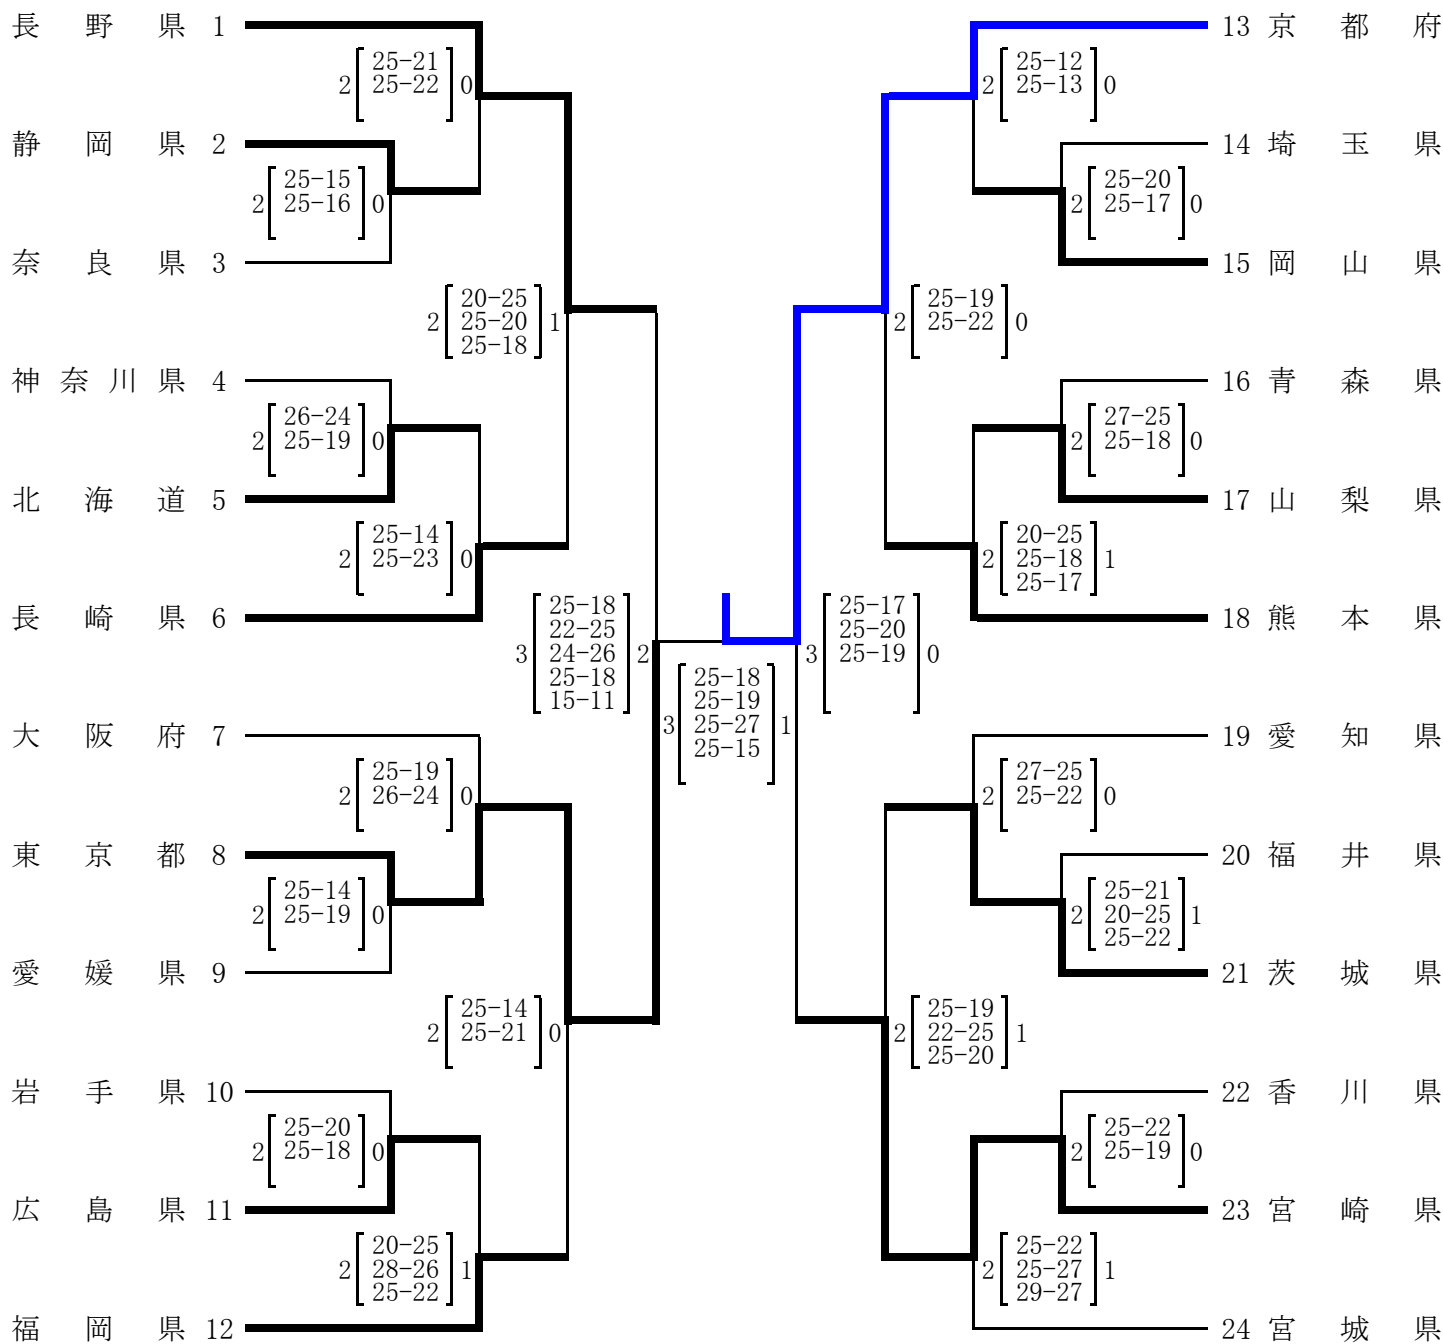 長野県 1
2 25-21 0
25-22
静岡県 2
2 25-15 0
25-16
奈良県 3
2 20-25 1
25-20
25-18
神奈川県 4
2 26-24 0
25-19
北海道 5
2 25-14 0
25-23
長崎県 6
3 25-18 2
22-25
24-26
25-18
15-11
大阪府 7
2 25-19 0
26-24
東京都 8
2 25-14 0
25-19
愛媛県 9
2 25-14 0
25-21
岩手県 10
2 25-20 0
25-18
広島県 11
2 20-25 1
28-26
25-22
福岡県 12
3 25-18 1
25-19
25-27
25-15
13 京都府
2 25-12 0
25-13
14 埼玉県
2 25-20 0
25-17
15 岡山県
2 25-19 0
25-22
16 青森県
2 27-25 0
25-18
17 山梨県
2 20-25 1
25-18
25-17
18 熊本県
3 25-17 0
25-20
25-19
19 愛知県
2 27-25 0
25-22
20 福井県
2 25-21 1
20-25
25-22
21 茨城県
2 25-19 1
22-25
25-20
22 香川県
2 25-22 0
25-19
23 宮崎県
2 25-22 1
25-27
29-27
24 宮城県